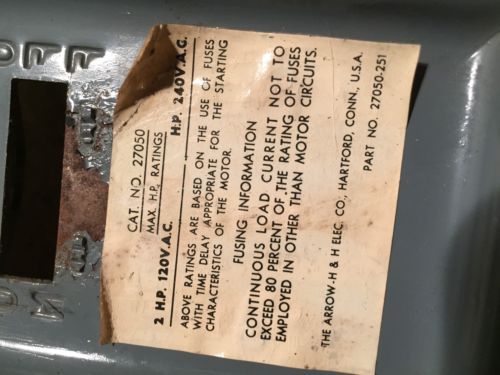 OFF
ON
CAT. NO. 27050
MAX. H.P. RATINGS
2 H.P. 120V.A.C. H.P. 240V.A.C.
ABOVE RATINGS ARE BASED ON THE USE OF FUSES
WITH TIME DELAY APPROPRIATE FOR THE STARTING
CHARACTERISTICS OF THE MOTOR.
FUSING INFORMATION
CONTINUOUS LOAD CURRENT NOT TO
EXCEED 80 PERCENT OF THE RATING OF FUSES
EMPLOYED IN OTHER THAN MOTOR CIRCUITS.
THE ARROW-H & H ELEC. CO., HARTFORD, CONN., U.S.A.
PART NO. 27050-251